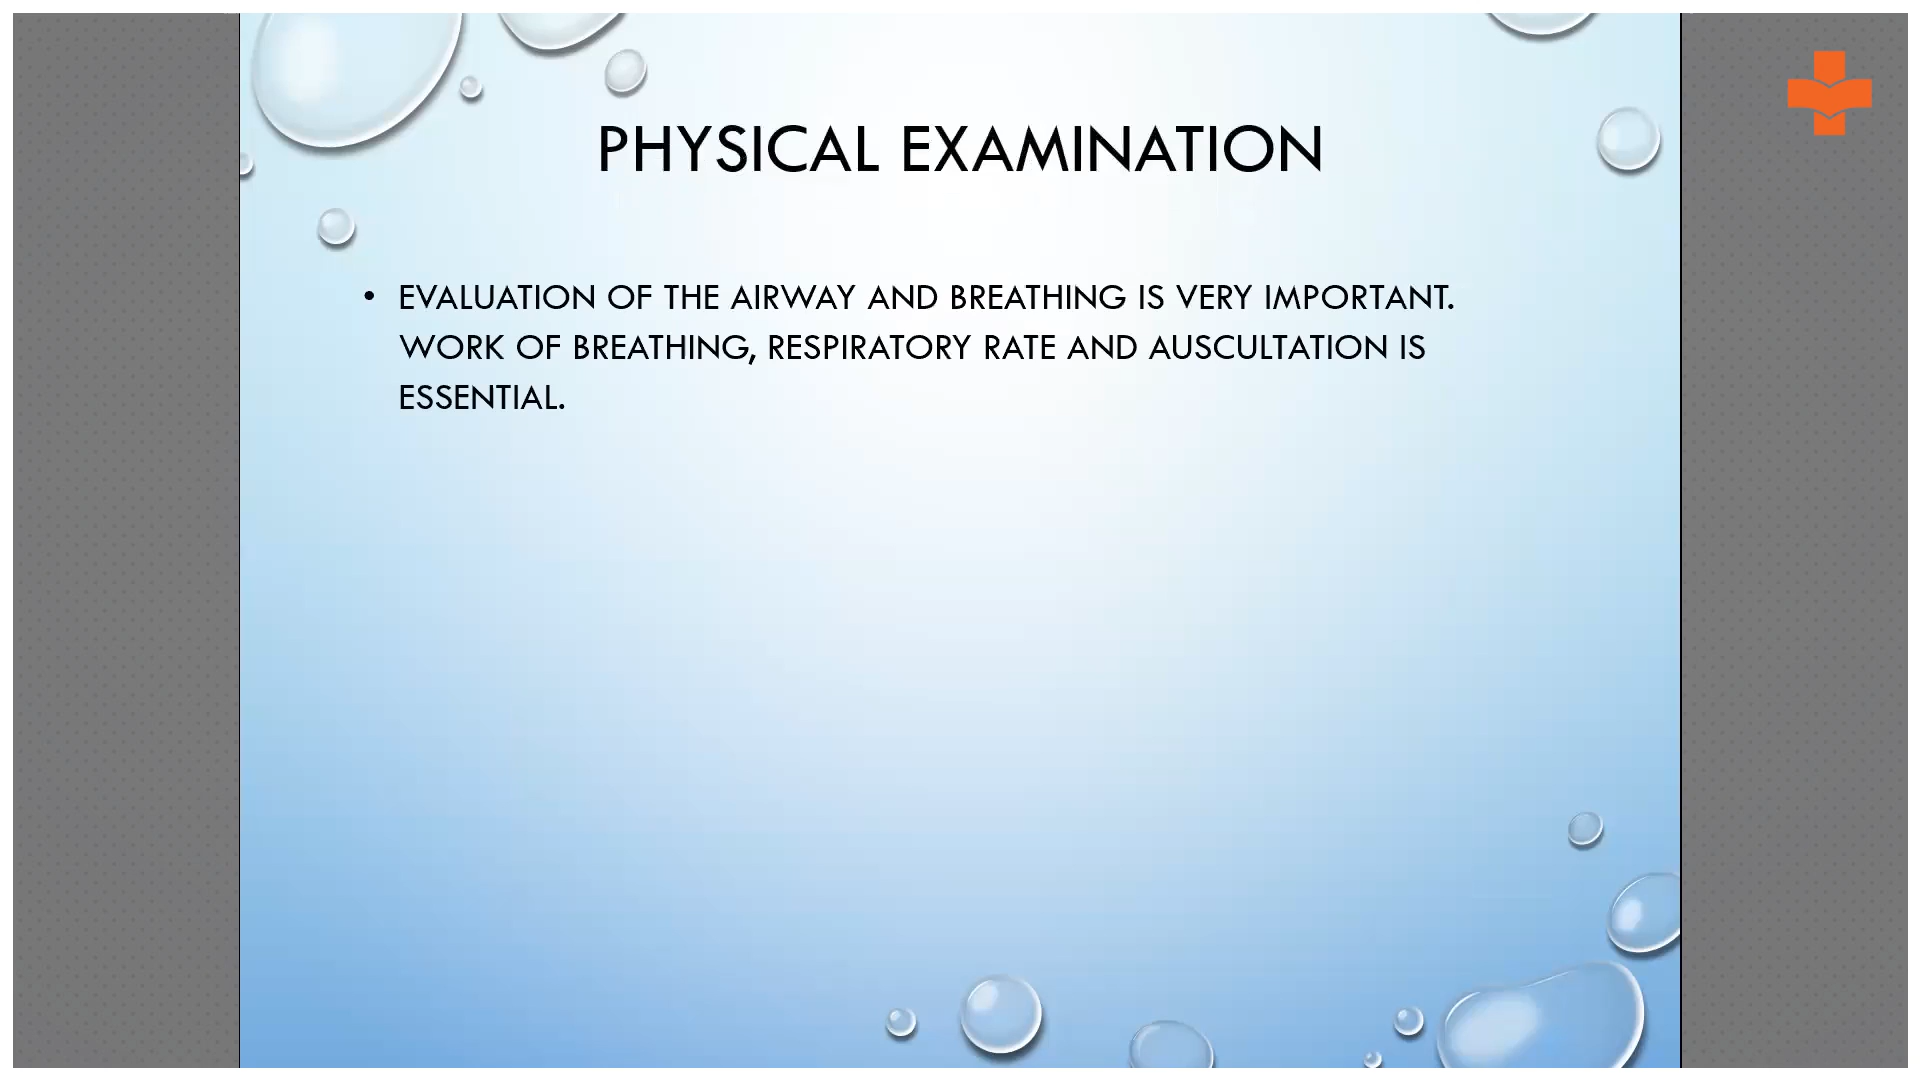 PHYSICAL EXAMINATION
• EVALUATION OF THE AIRWAY AND BREATHING IS VERY IMPORTANT.
WORK OF BREATHING, RESPIRATORY RATE AND AUSCULTATION IS
ESSENTIAL.